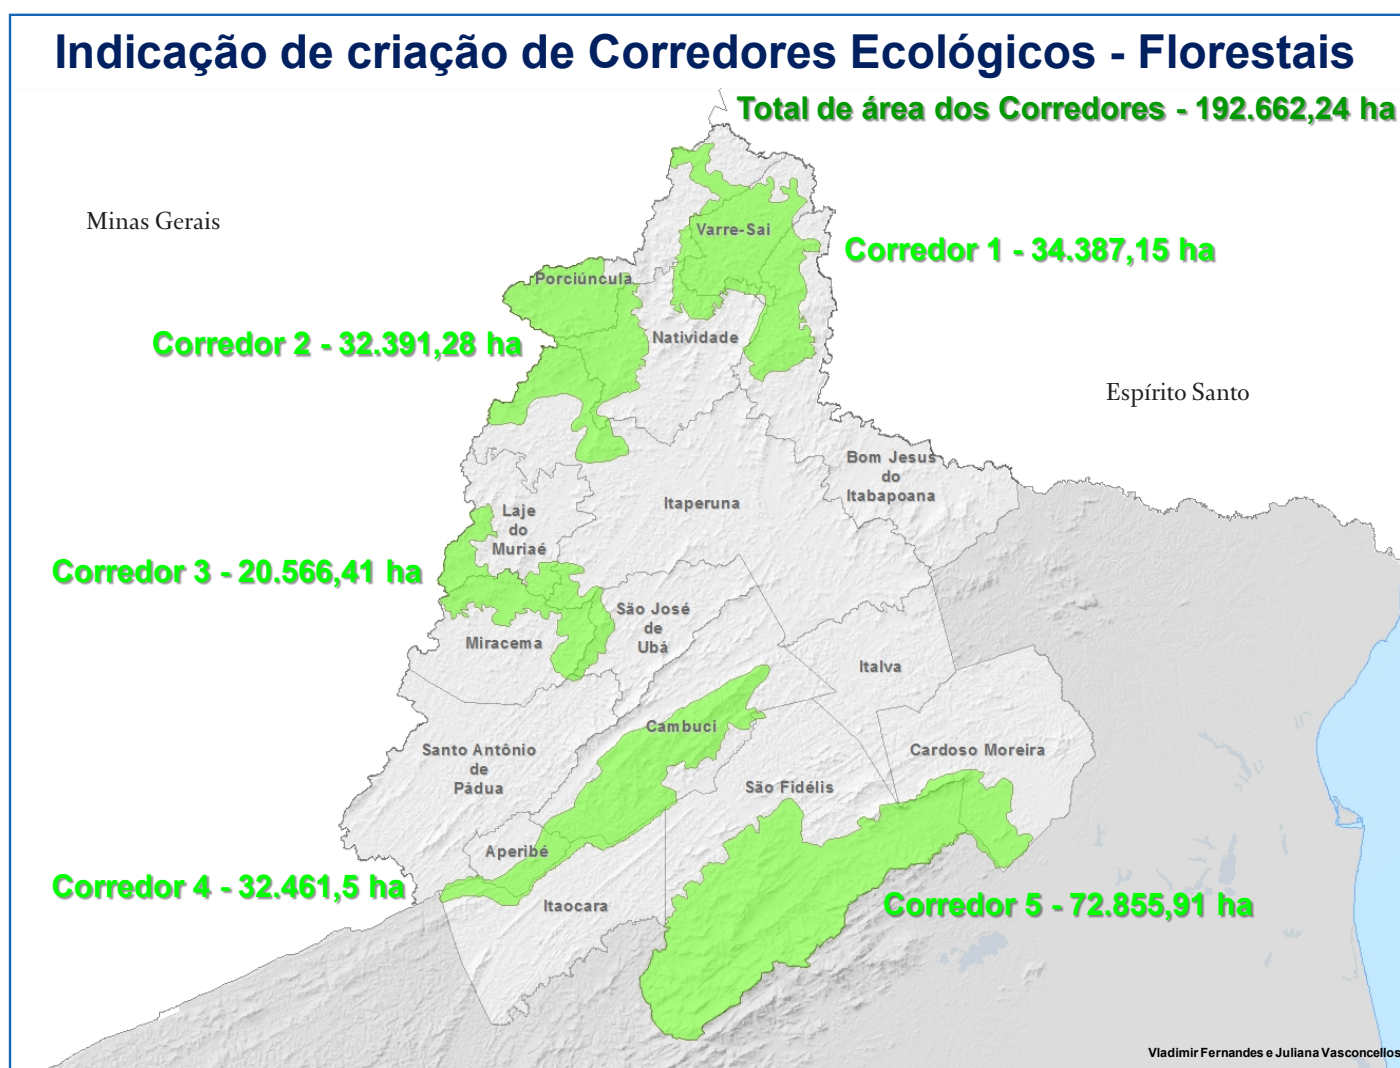 Indicação de criação de Corredores Ecológicos - Florestais
Total de área dos Corredores - 192.662,24 ha
Minas Gerais
Varre-Sai
Corredor 1 - 34.387,15 ha
Porciúncula
Corredor 2 - 32.391,28 ha
Natividade
Espírito Santo
Bom Jesus
do
Itabapoana
Itaperuna
Laje
do
Muriaé
Corredor 3 - 20.566,41 ha
São José
de
Ubá
Miracema
Italva
Cambuci
Santo Antônio
de
Pádua
Cardoso Moreira
São Fidélis
Aperibé
Corredor 4 - 32.461,5 ha
Itaocara
Corredor 5 - 72.855,91 ha
Vladimir Fernandes e Juliana Vasconcellos